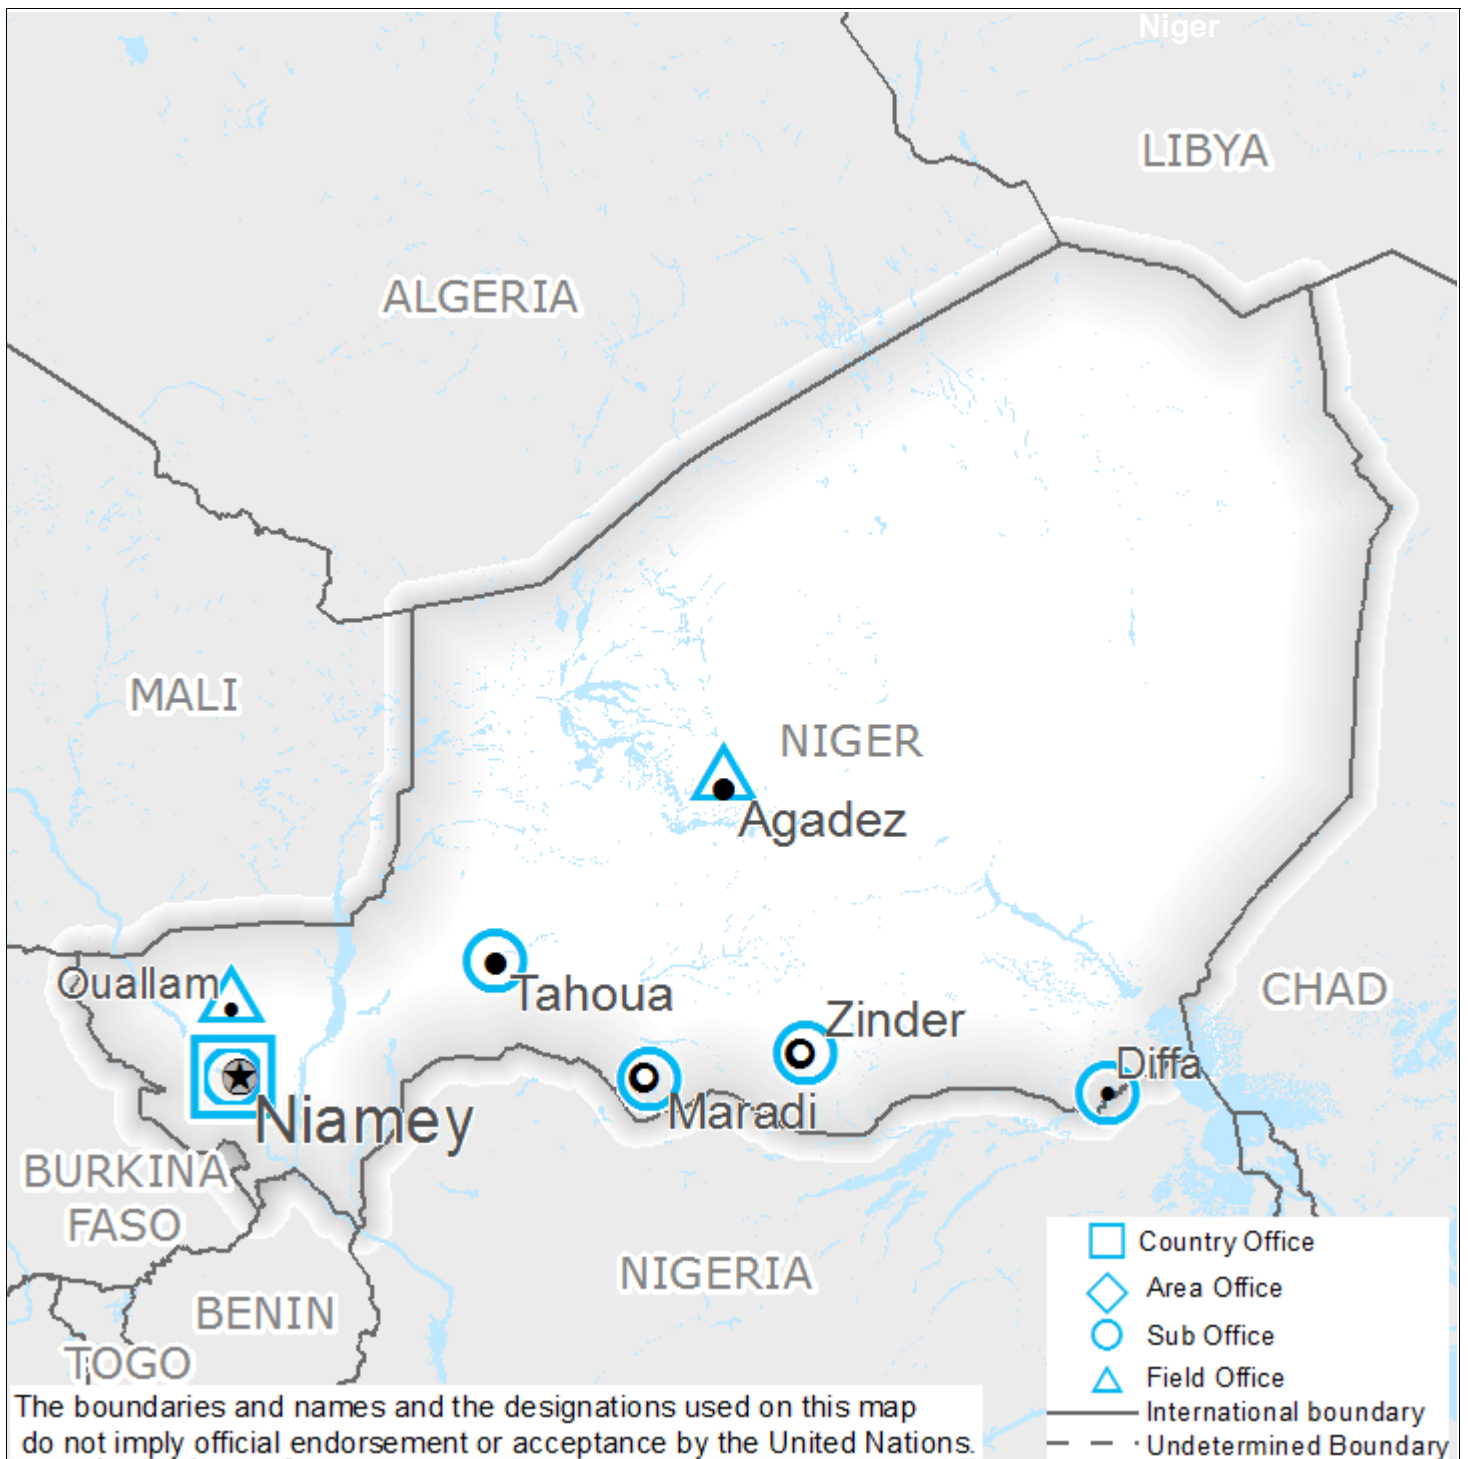 Niger
LIBYA
ALGERIA
MALI
NIGER
Agadez
Ouallam
Tahoua
Zinder
CHAD
Diffa
Niamey
Maradi
BURKINA
FASO
NIGERIA
BENIN
TOGO
Country Office
Area Office
Sub Office
Field Office
International boundary
Undetermined Boundary
The boundaries and names and the designations used on this map
do not imply official endorsement or acceptance by the United Nations.